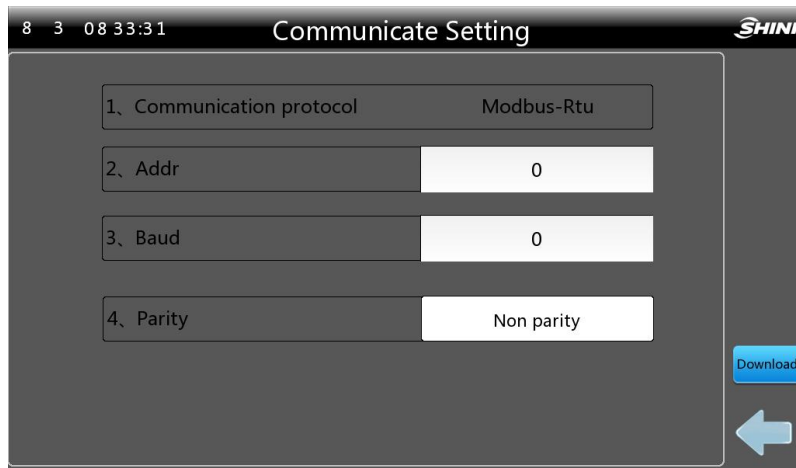 8 3 08 33:31 Communicate Setting SHINI
1、Communication protocol Modbus-Rtu
2、Addr 0
3、Baud 0
4、Parity Non parity
Download